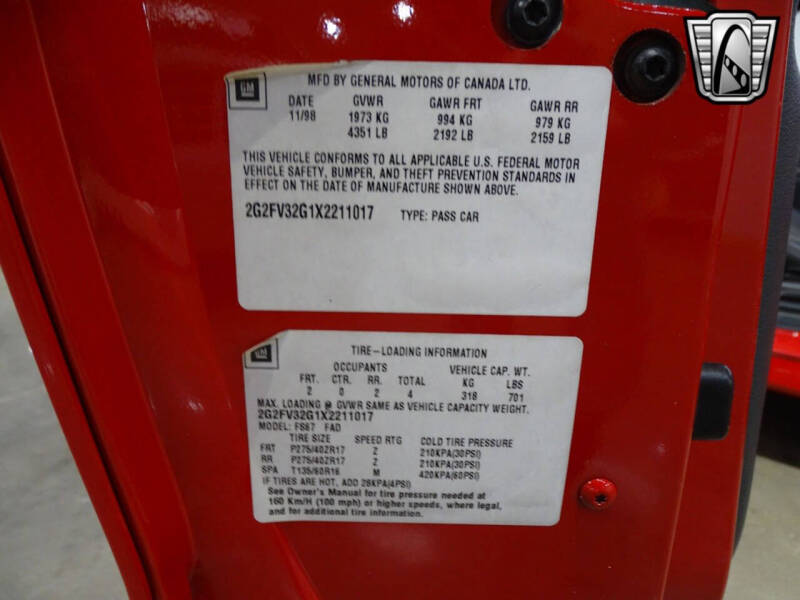 GM
MFD BY GENERAL MOTORS OF CANADA LTD.
DATE GVWR GAWR FRT GAWR RR
11/98 1973 KG 994 KG 979 KG
4351 LB 2192 LB 2159 LB
THIS VEHICLE CONFORMS TO ALL APPLICABLE U.S. FEDERAL MOTOR
VEHICLE SAFETY, BUMPER, AND THEFT PREVENTION STANDARDS IN
EFFECT ON THE DATE OF MANUFACTURE SHOWN ABOVE.
2G2FV32G1X2211017 TYPE: PASS CAR
GM
TIRE-LOADING INFORMATION
OCCUPANTS VEHICLE CAP. WT.
FRT. CTR. RR. TOTAL KG LBS
2 0 2 4 318 701
MAX. LOADING @ GVWR SAME AS VEHICLE CAPACITY WEIGHT.
2G2FV32G1X2211017
MODEL: FS87 FAD
TIRE SIZE SPEED RTG COLD TIRE PRESSURE
FRT P275/40ZR17 Z 210KPA(30PSI)
RR P275/40ZR17 Z 210KPA(30PSI)
SPA T135/80R16 M 420KPA(60PSI)
IF TIRES ARE HOT, ADD 28KPA(4PSI)
See Owner's Manual for tire pressure needed at
160 Km/H (100 mph) or higher speeds, where legal,
and for additional tire information.